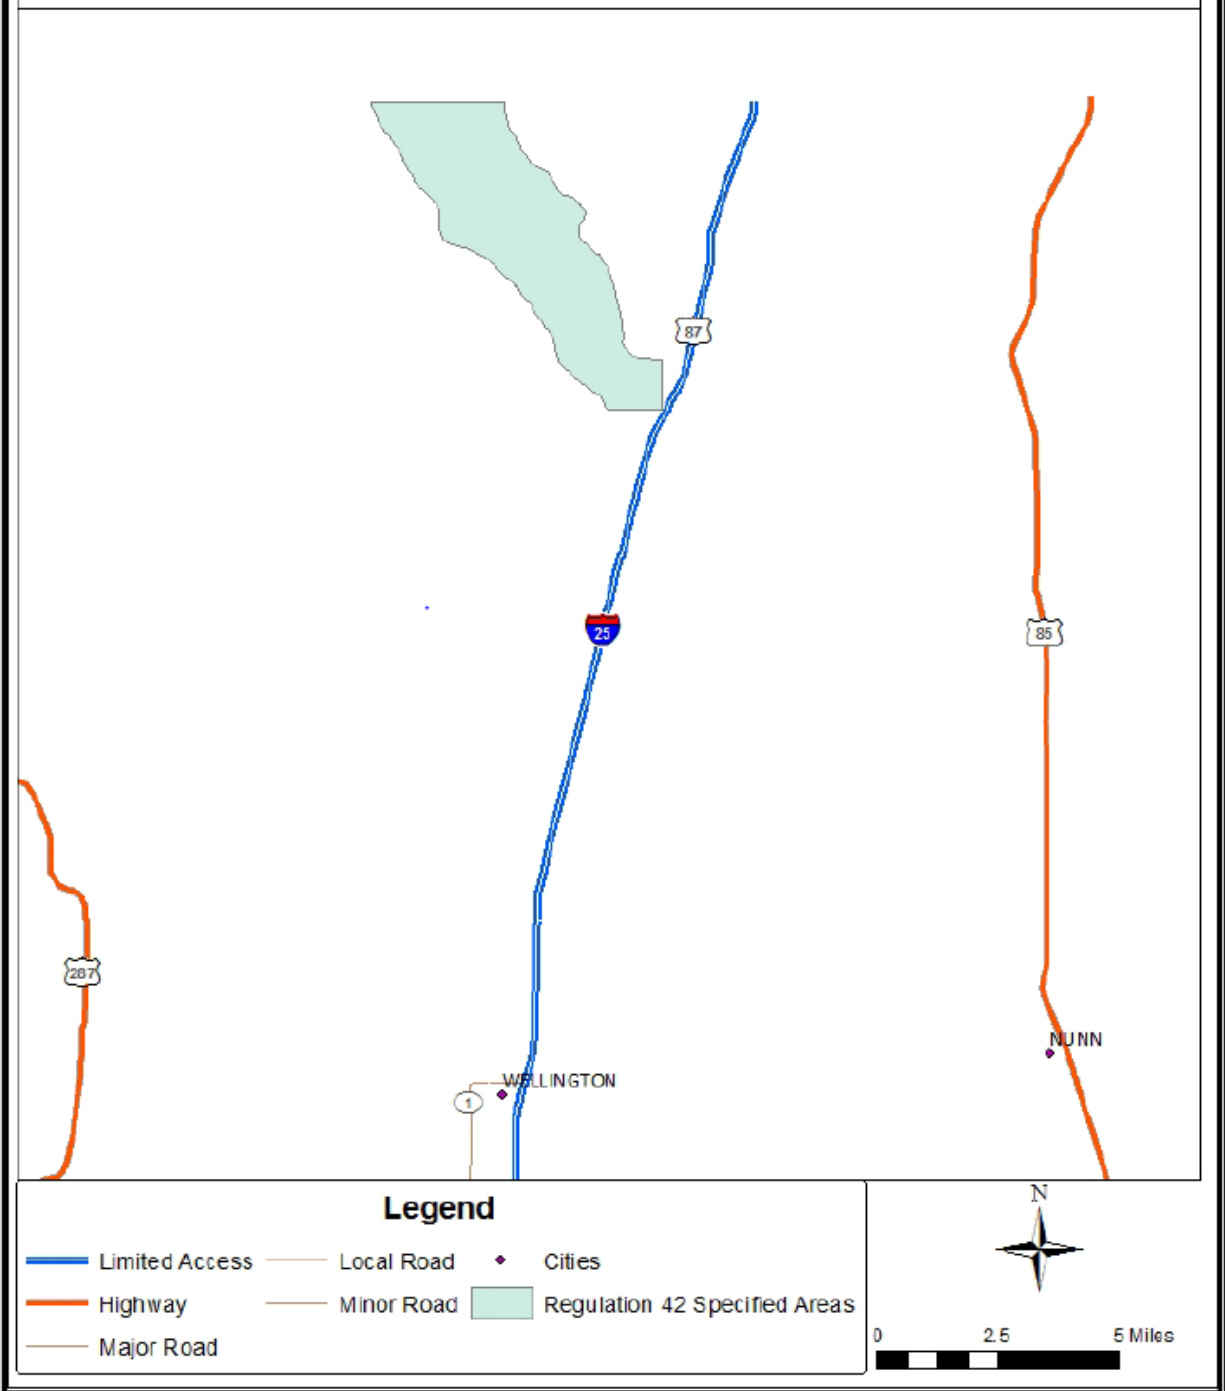 87
25
85
287
NUNN
WELLINGTON
1
Legend
Limited Access
Local Road
Cities
Highway
Minor Road
Regulation 42 Specified Areas
Major Road
N
0 2.5 5 Miles